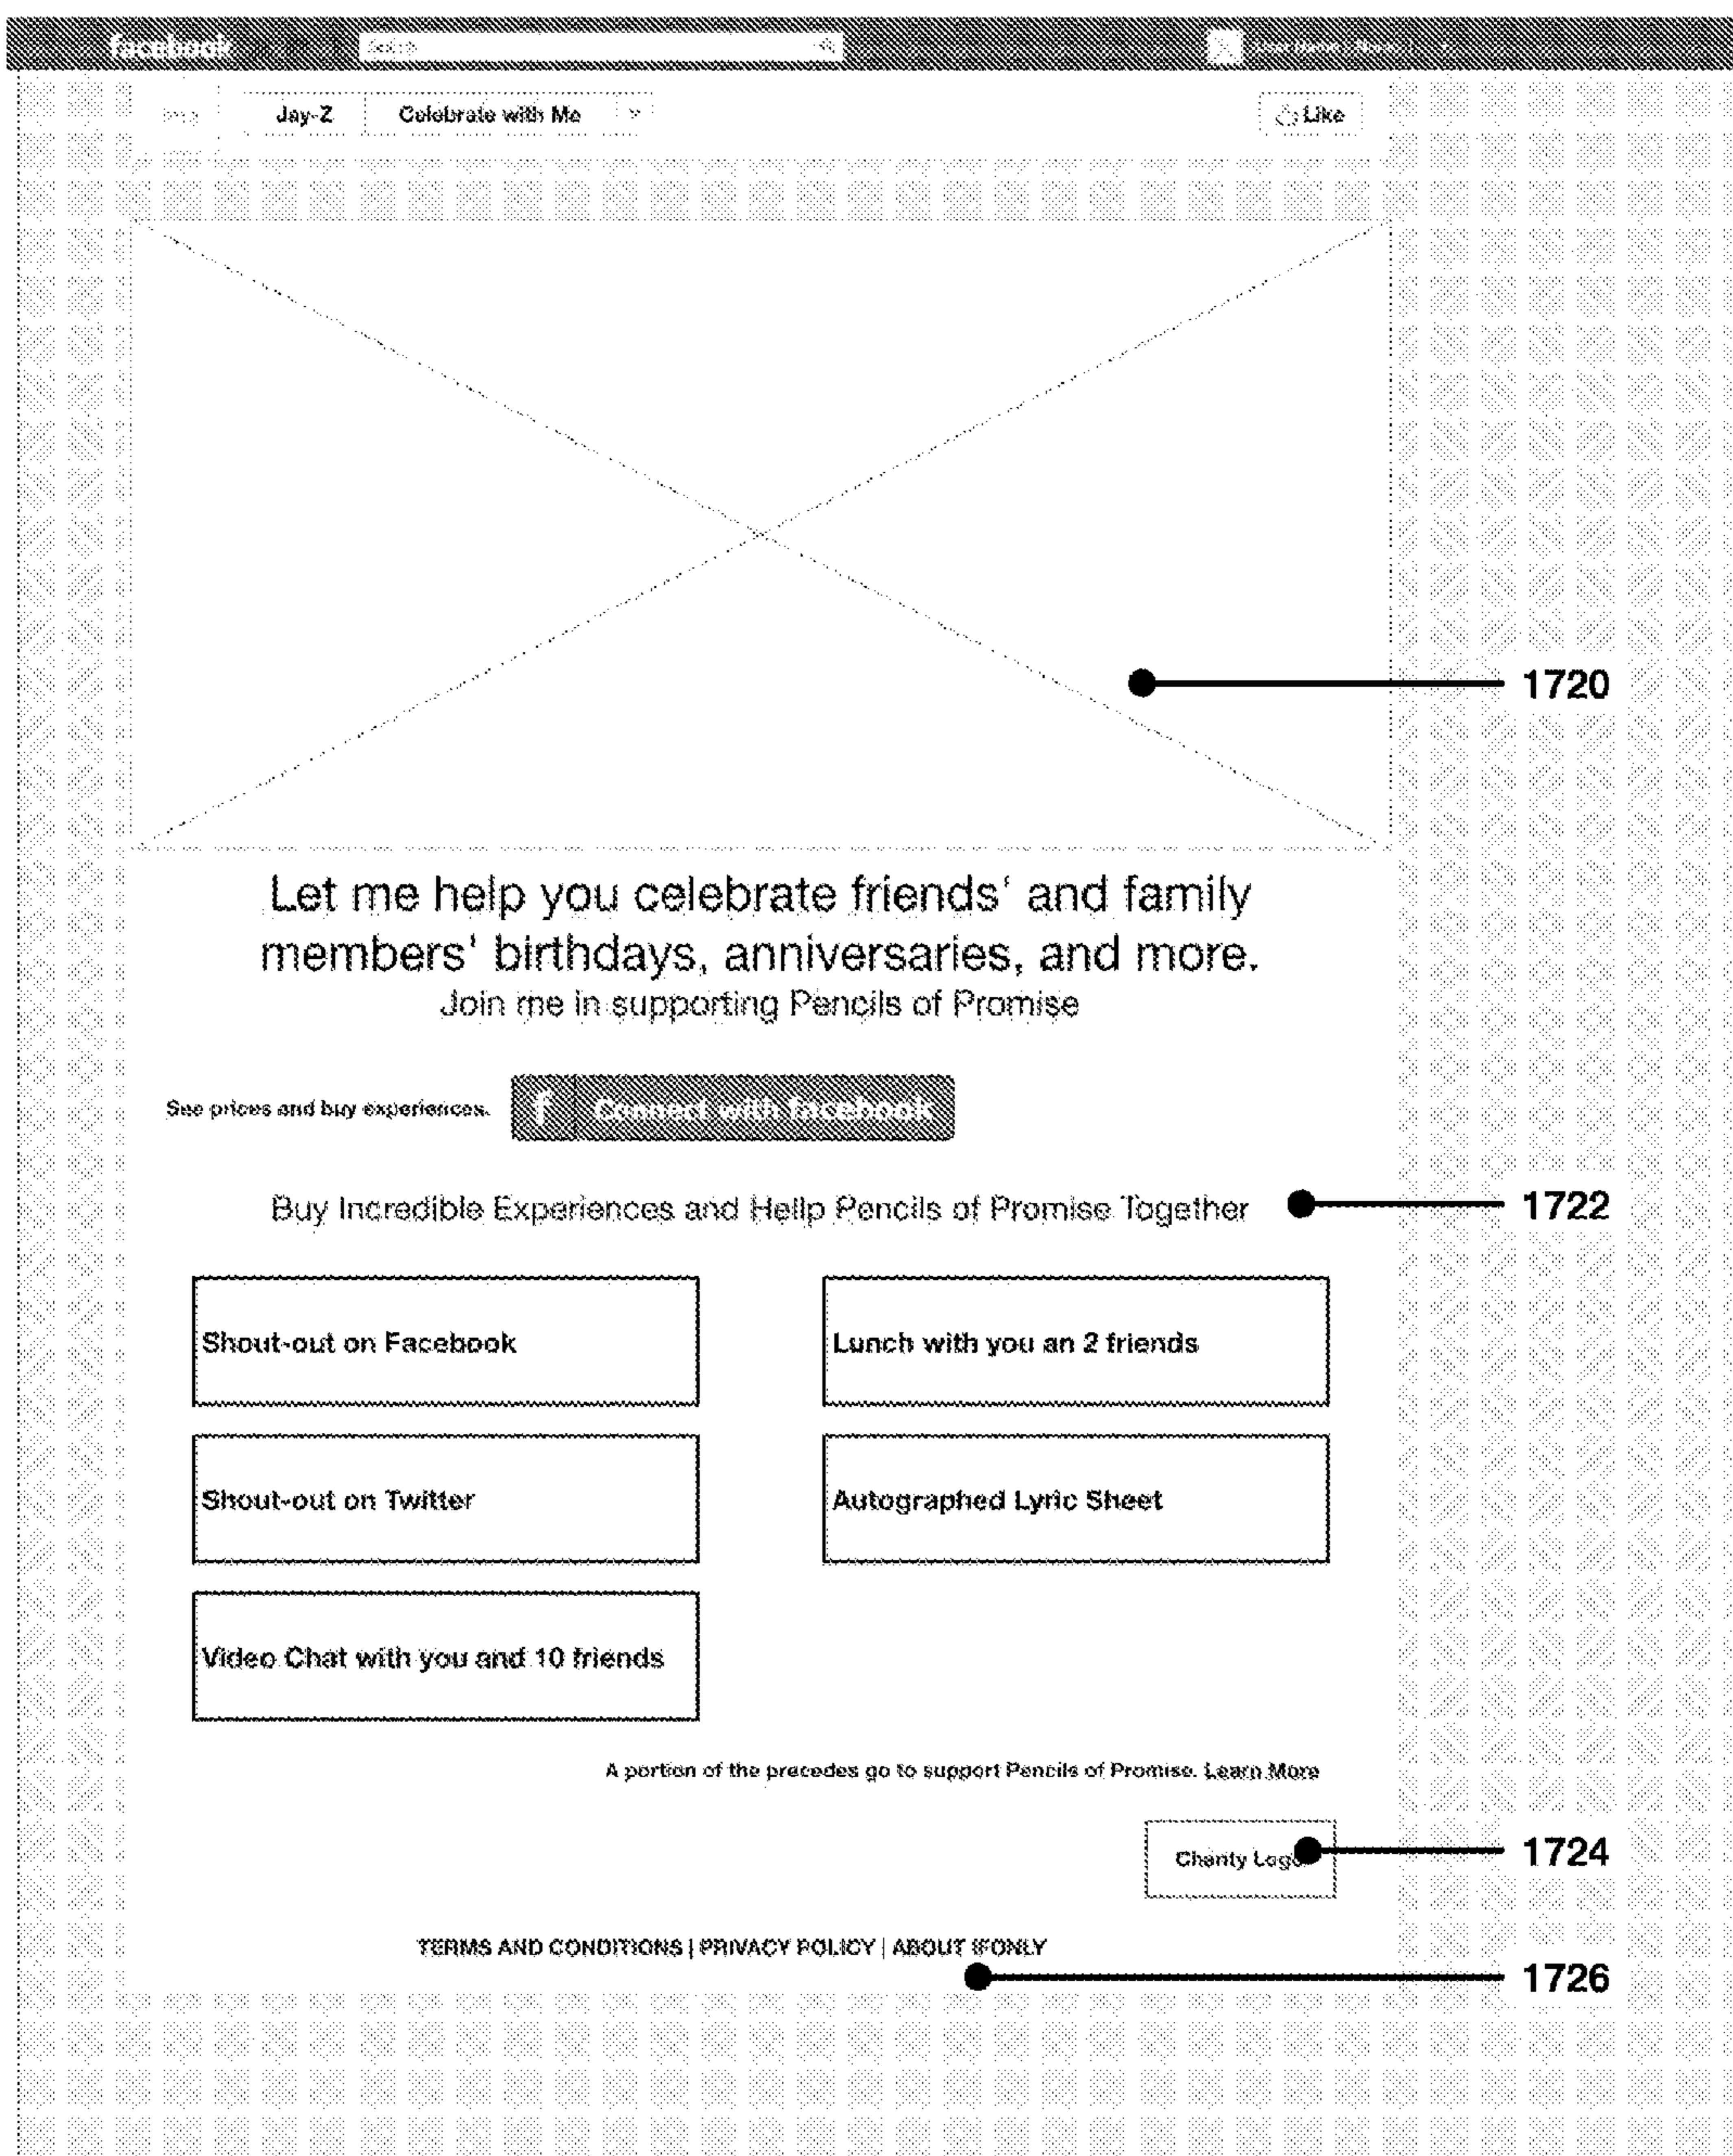 facebook
Jay-Z Celebrate with Me Like
1720
Let me help you celebrate friends' and family
members' birthdays, anniversaries, and more.
Join me in supporting Pencils of Promise
See prices and buy experiences. f Connect with facebook
Buy Incredible Experiences and Hellp Pencils of Promise Together 1722
Shout-out on Facebook Lunch with you an 2 friends
Shout-out on Twitter Autographed Lyric Sheet
Video Chat with you and 10 friends
A portion of the precedes go to support Pencils of Promise. Learn More
Charity Logo 1724
TERMS AND CONDITIONS | PRIVACY POLICY | ABOUT IFONLY
1726